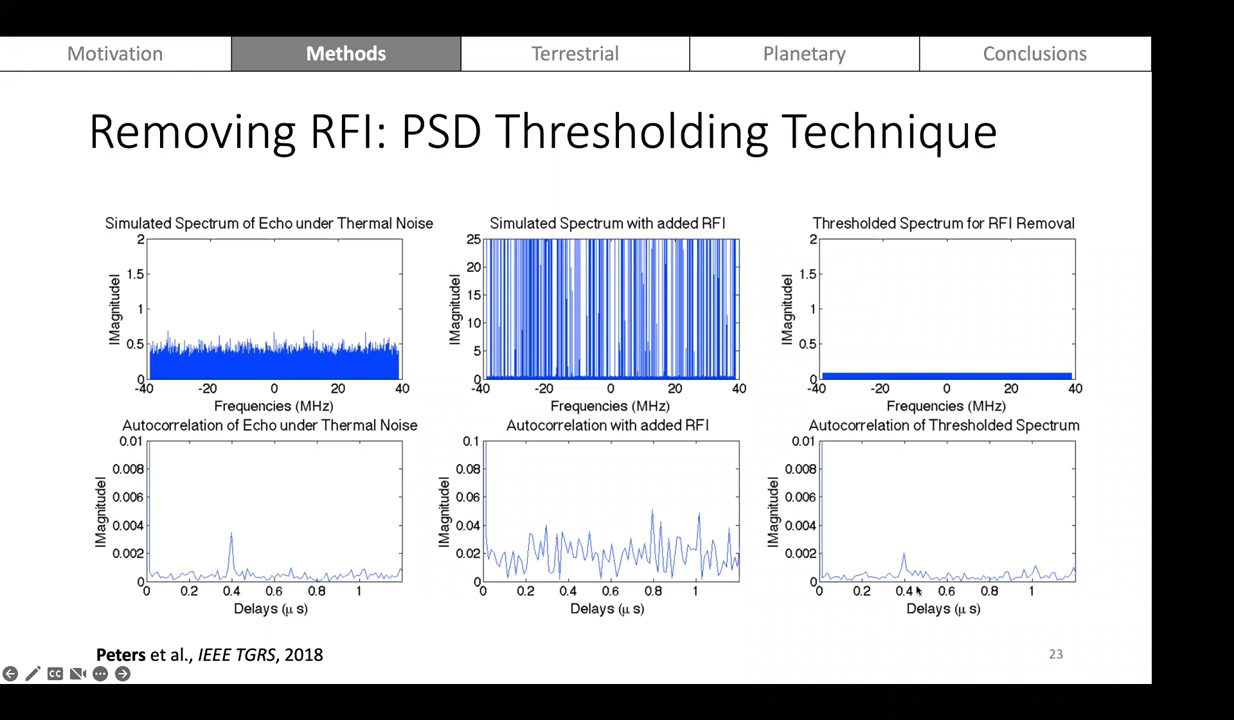 Motivation
Methods
Terrestrial
Planetary
Conclusions
Removing RFI: PSD Thresholding Technique
Simulated Spectrum of Echo under Thermal Noise
2
1.5
1
0.5
0
|Magnitude|
-40 -20 0 20 40
Frequencies (MHz)
Simulated Spectrum with added RFI
25
20
15
10
5
0
|Magnitude|
-40 -20 0 20 40
Frequencies (MHz)
Thresholded Spectrum for RFI Removal
2
1.5
1
0.5
0
|Magnitude|
-40 -20 0 20 40
Frequencies (MHz)
Autocorrelation of Echo under Thermal Noise
0.01
0.008
0.006
0.004
0.002
0
|Magnitude|
0 0.2 0.4 0.6 0.8 1
Delays (μ s)
Autocorrelation with added RFI
0.1
0.08
0.06
0.04
0.02
0
|Magnitude|
0 0.2 0.4 0.6 0.8 1
Delays (μ s)
Autocorrelation of Thresholded Spectrum
0.01
0.008
0.006
0.004
0.002
0
|Magnitude|
0 0.2 0.4 0.6 0.8 1
Delays (μ s)
Peters et al., IEEE TGRS, 2018
23
CC